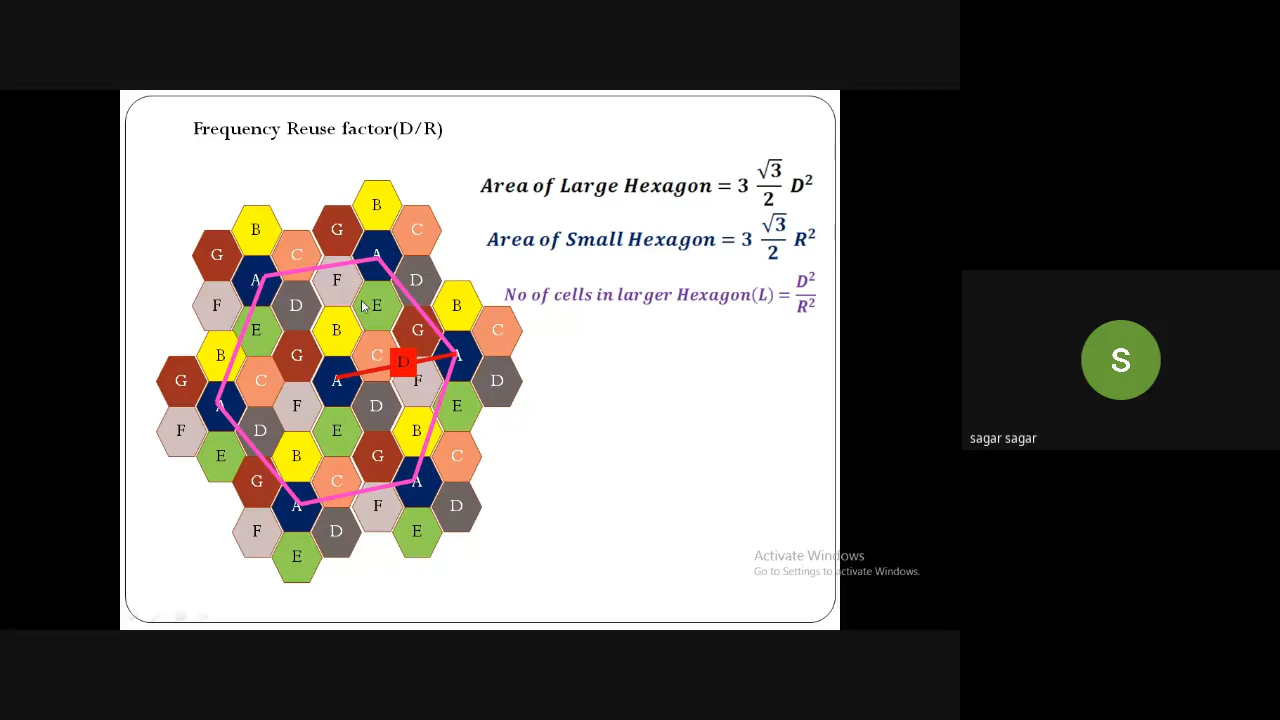 Frequency Reuse factor(D/R)
Area of Large Hexagon = 3 √3/2 D²
Area of Small Hexagon = 3 √3/2 R²
No of cells in larger Hexagon(L) = D²/R²
B
B G C
G C A
A F D
F D E B
E B G C
B G C D A
G C A F D
A F D E
F D E B
E B G C
G C A
A F D
F D E
E
S
sagar sagar
Activate Windows
Go to Settings to activate Windows.